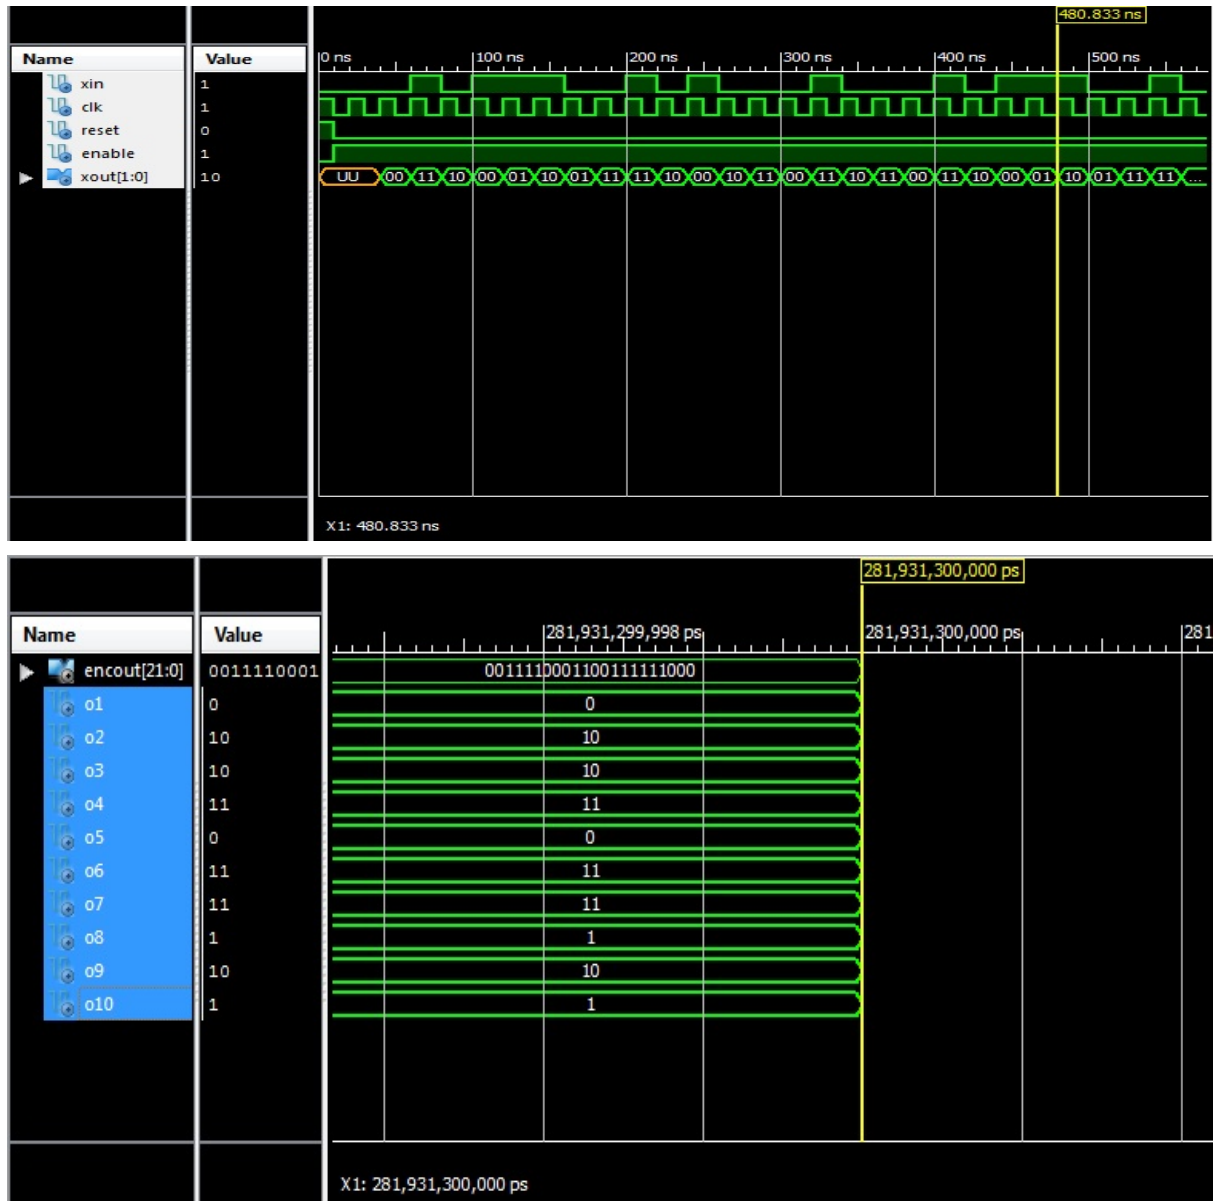 480.833 ns
Name Value 0 ns 100 ns 200 ns 300 ns 400 ns 500 ns
xin 1
clk 1
reset 0
enable 1
xout[1:0] 10 UU 00 11 10 00 01 10 01 11 11 10 00 10 11 00 11 10 11 00 11 10 00 01 10 01 11 11 ...
X1: 480.833 ns
281,931,300,000 ps
Name Value 281,931,299,998 ps 281,931,300,000 ps 281
encout[21:0] 0011110001 0011110001100111111000
o1 0 0
o2 10 10
o3 10 10
o4 11 11
o5 0 0
o6 11 11
o7 11 11
o8 1 1
o9 10 10
o10 1 1
X1: 281,931,300,000 ps